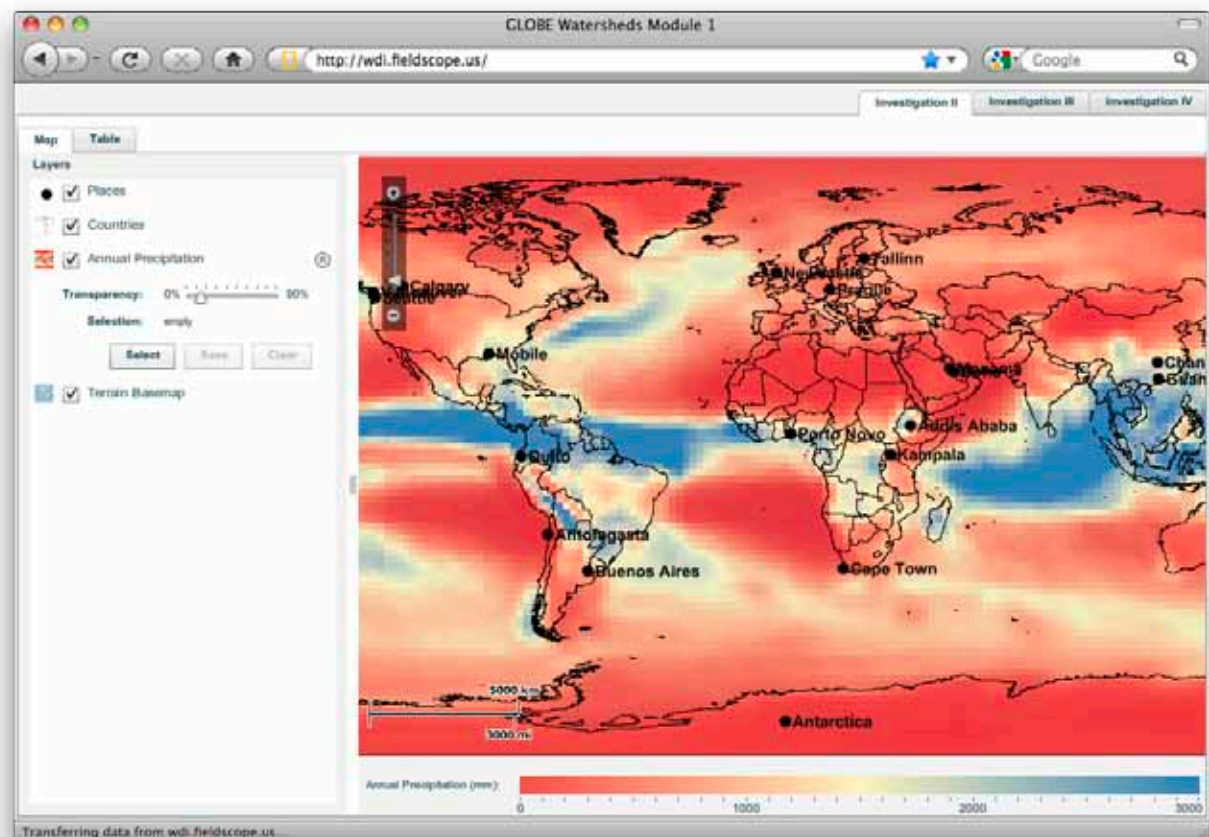 GLOBE Watersheds Module 1
http://wdi.fieldscope.us/
Google
Investigation II
Investigation III
Investigation IV
Map
Table
Layers
Places
Countries
Annual Precipitation
Transparency: 0% 90%
Selection: empty
Select
Save
Clear
Terrain Basemap
Tallinn
Prague
Calgary
Seattle
Mobile
Manama
Chan
Gwan
Porto Novo
Addis Ababa
Quito
Kampala
Antofagasta
Buenos Aires
Cape Town
5000 km
3000 mi
Antarctica
Annual Precipitation (mm):
0
1000
2000
3000
Transferring data from wdi.fieldscope.us...